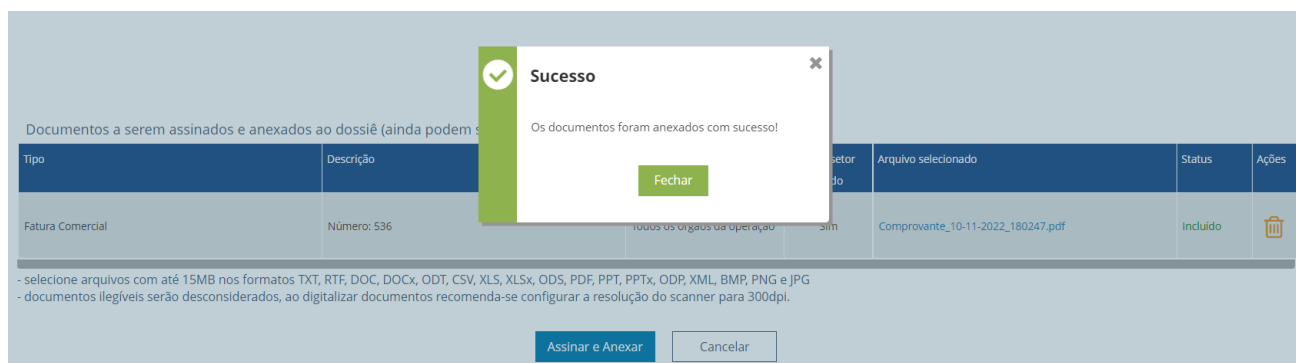 Sucesso
Os documentos foram anexados com sucesso!
Fechar
Documentos a serem assinados e anexados ao dossiê (ainda podem
Tipo
Descrição
setor
do
Arquivo selecionado
Status
Ações
Fatura Comercial
Número: 536
Todos os órgãos da operação
Sim
Comprovante_10-11-2022_180247.pdf
Incluído
- selecione arquivos com até 15MB nos formatos TXT, RTF, DOC, DOCx, ODT, CSV, XLS, XLSx, ODS, PDF, PPT, PPTx, ODP, XML, BMP, PNG e JPG
- documentos ilegíveis serão desconsiderados, ao digitalizar documentos recomenda-se configurar a resolução do scanner para 300dpi.
Assinar e Anexar
Cancelar